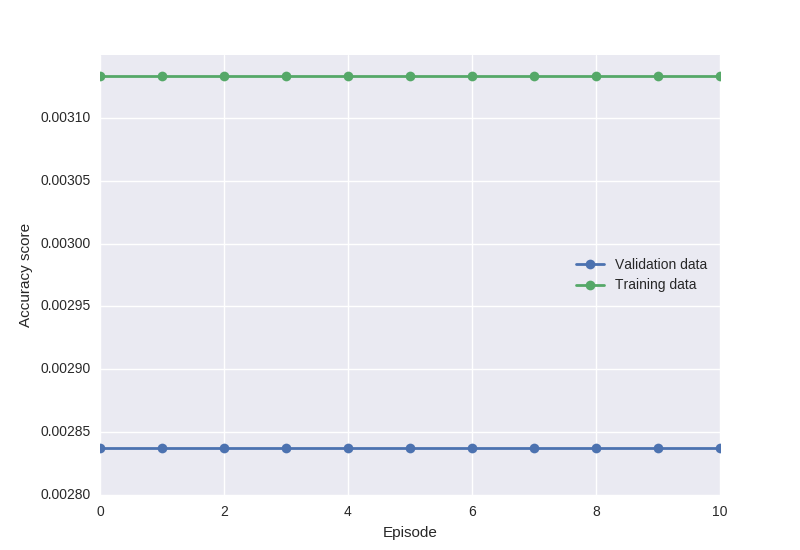 0.00310
0.00305
0.00300
0.00295
0.00290
0.00285
0.00280
Accuracy score
Validation data
Training data
0 2 4 6 8 10
Episode